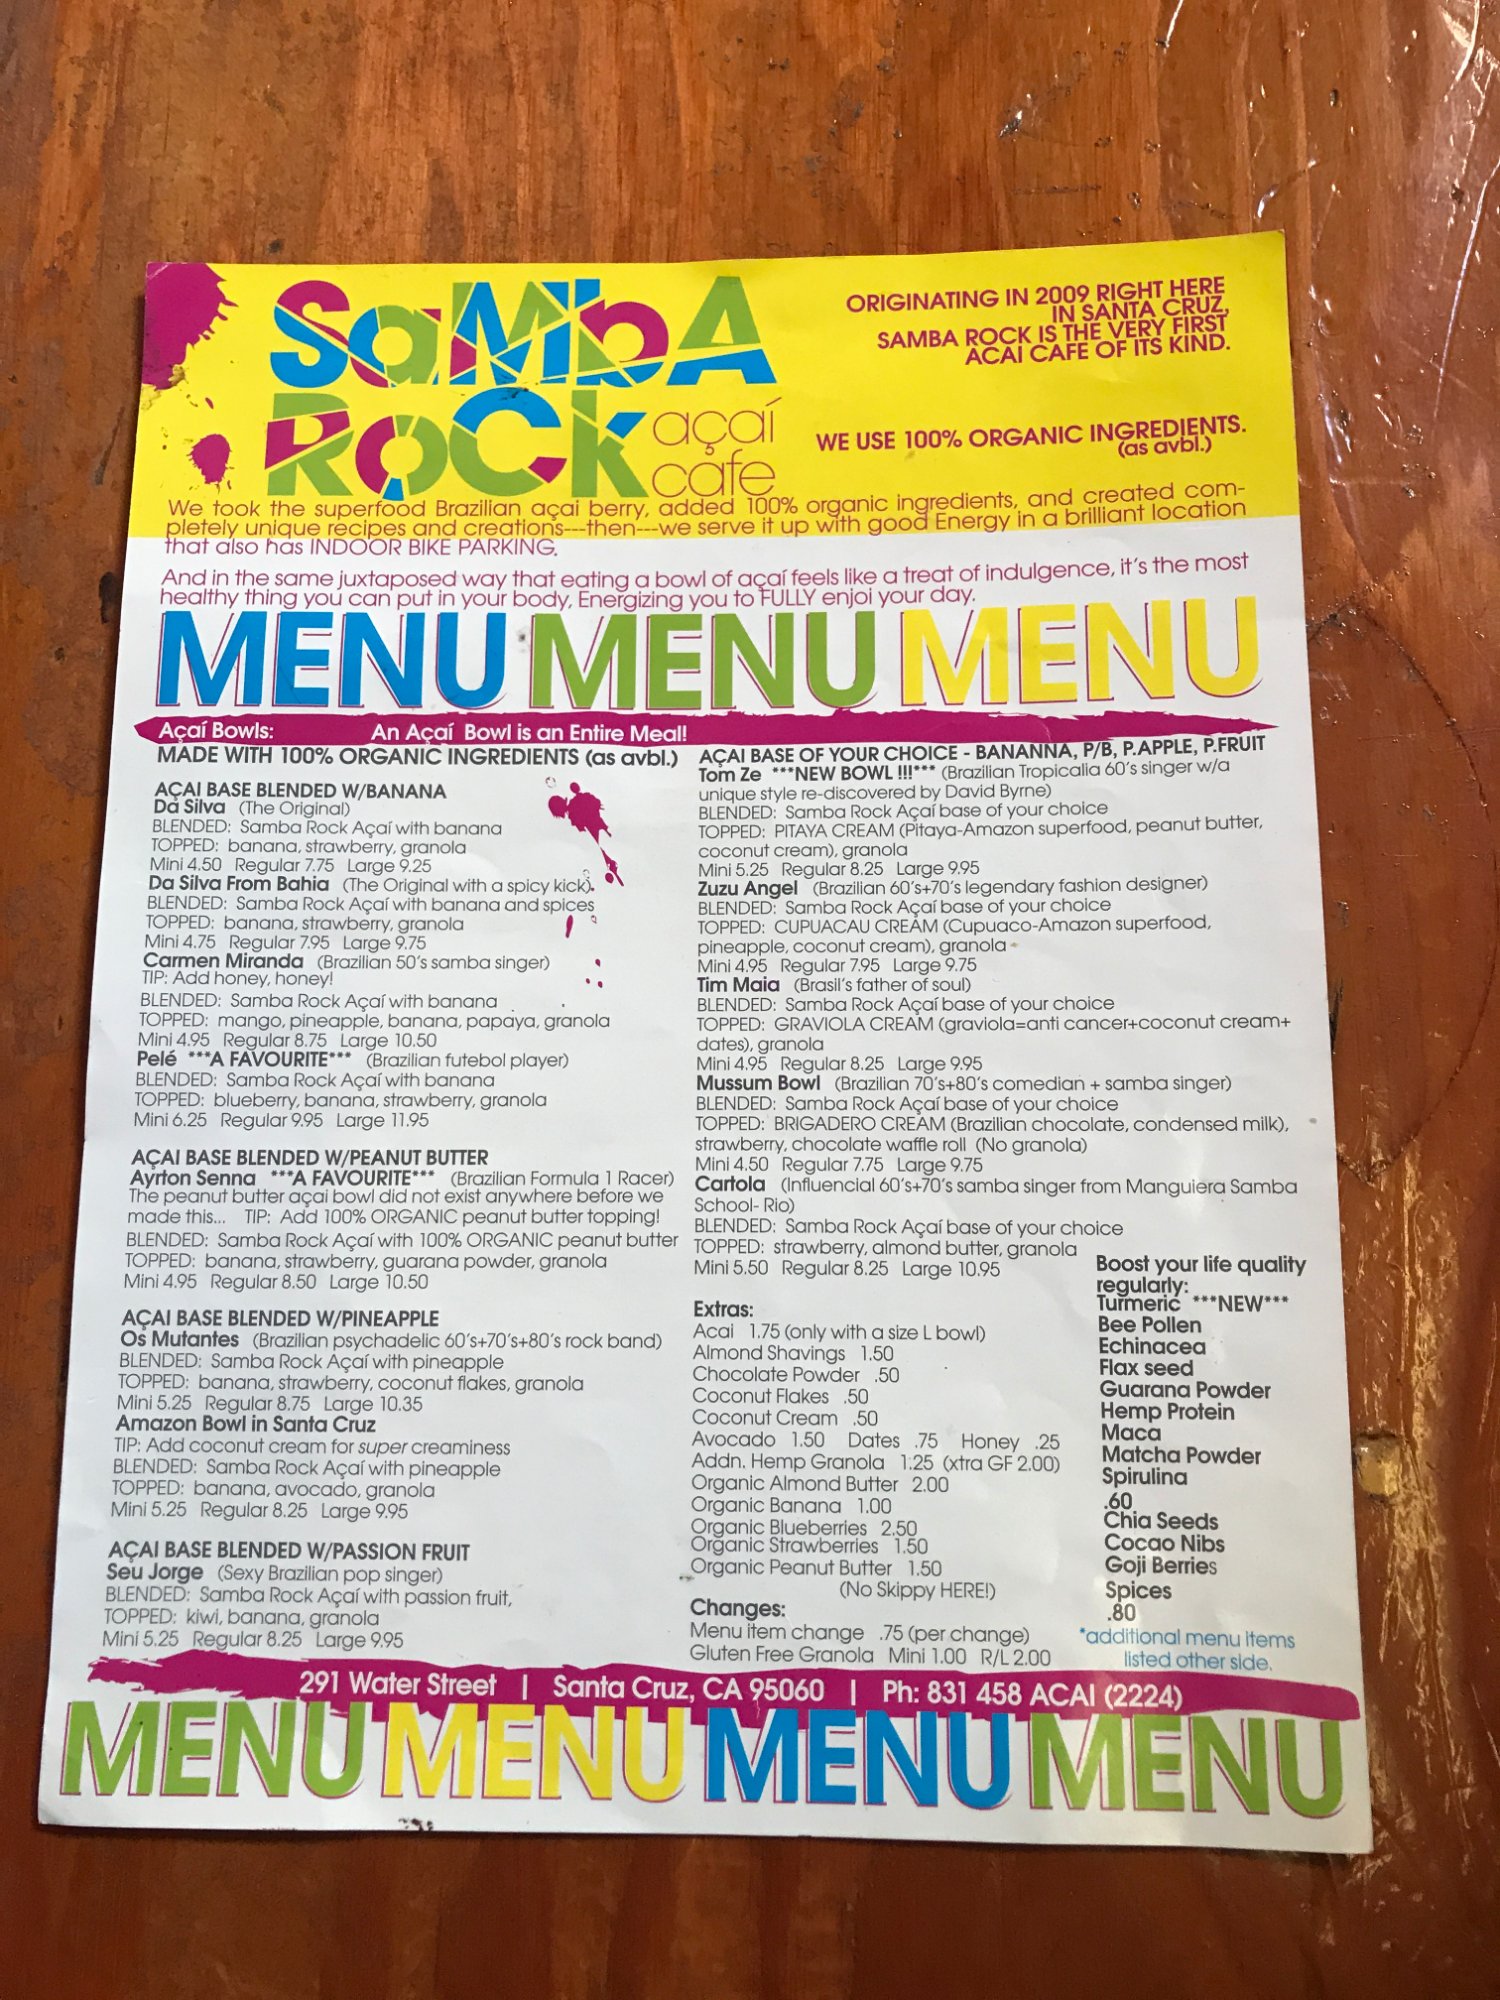 SaMbA
RoCk açaí
cafe
ORIGINATING IN 2009 RIGHT HERE
IN SANTA CRUZ,
SAMBA ROCK IS THE VERY FIRST
ACAI CAFE OF ITS KIND.
WE USE 100% ORGANIC INGREDIENTS.
(as avbl.)
We took the superfood Brazilian açai berry, added 100% organic ingredients, and created com-
pletely unique recipes and creations---then---we serve it up with good Energy in a brilliant location
that also has INDOOR BIKE PARKING.
And in the same juxtaposed way that eating a bowl of açaí feels like a treat of indulgence, it's the most
healthy thing you can put in your body, Energizing you to FULLY enjoi your day.
MENU MENU MENU
Açaí Bowls: An Açaí Bowl is an Entire Meal!
MADE WITH 100% ORGANIC INGREDIENTS (as avbl.)
AÇAI BASE BLENDED W/BANANA
Da Silva (The Original)
BLENDED: Samba Rock Açaí with banana
TOPPED: banana, strawberry, granola
Mini 4.50 Regular 7.75 Large 9.25
Da Silva From Bahia (The Original with a spicy kick).
BLENDED: Samba Rock Açaí with banana and spices
TOPPED: banana, strawberry, granola
Mini 4.75 Regular 7.95 Large 9.75
Carmen Miranda (Brazilian 50's samba singer)
TIP: Add honey, honey!
BLENDED: Samba Rock Açaí with banana
TOPPED: mango, pineapple, banana, papaya, granola
Mini 4.95 Regular 8.75 Large 10.50
Pelé ***A FAVOURITE*** (Brazilian futebol player)
BLENDED: Samba Rock Açaí with banana
TOPPED: blueberry, banana, strawberry, granola
Mini 6.25 Regular 9.95 Large 11.95
AÇAI BASE BLENDED W/PEANUT BUTTER
Ayrton Senna ***A FAVOURITE*** (Brazilian Formula 1 Racer)
The peanut butter açai bowl did not exist anywhere before we
made this... TIP: Add 100% ORGANIC peanut butter topping!
BLENDED: Samba Rock Açaí with 100% ORGANIC peanut butter
TOPPED: banana, strawberry, guarana powder, granola
Mini 4.95 Regular 8.50 Large 10.50
AÇAI BASE BLENDED W/PINEAPPLE
Os Mutantes (Brazilian psychadelic 60's+70's+80's rock band)
BLENDED: Samba Rock Açaí with pineapple
TOPPED: banana, strawberry, coconut flakes, granola
Mini 5.25 Regular 8.75 Large 10.35
Amazon Bowl in Santa Cruz
TIP: Add coconut cream for super creaminess
BLENDED: Samba Rock Açaí with pineapple
TOPPED: banana, avocado, granola
Mini 5.25 Regular 8.25 Large 9.95
AÇAI BASE BLENDED W/PASSION FRUIT
Seu Jorge (Sexy Brazilian pop singer)
BLENDED: Samba Rock Açaí with passion fruit,
TOPPED: kiwi, banana, granola
Mini 5.25 Regular 8.25 Large 9.95
AÇAI BASE OF YOUR CHOICE - BANANNA, P/B, P.APPLE, P.FRUIT
Tom Ze ***NEW BOWL !!!*** (Brazilian Tropicalia 60's singer w/a
unique style re-discovered by David Byrne)
BLENDED: Samba Rock Açaí base of your choice
TOPPED: PITAYA CREAM (Pitaya-Amazon superfood, peanut butter,
coconut cream), granola
Mini 5.25 Regular 8.25 Large 9.95
Zuzu Angel (Brazilian 60's+70's legendary fashion designer)
BLENDED: Samba Rock Açaí base of your choice
TOPPED: CUPUACAU CREAM (Cupuaco-Amazon superfood,
pineapple, coconut cream), granola
Mini 4.95 Regular 7.95 Large 9.75
Tim Maia (Brasil's father of soul)
BLENDED: Samba Rock Açaí base of your choice
TOPPED: GRAVIOLA CREAM (graviola=anti cancer+coconut cream+
dates), granola
Mini 4.95 Regular 8.25 Large 9.95
Mussum Bowl (Brazilian 70's+80's comedian + samba singer)
BLENDED: Samba Rock Açaí base of your choice
TOPPED: BRIGADERO CREAM (Brazilian chocolate, condensed milk),
strawberry, chocolate waffle roll (No granola)
Mini 4.50 Regular 7.75 Large 9.75
Cartola (Influencial 60's+70's samba singer from Manguiera Samba
School- Rio)
BLENDED: Samba Rock Açaí base of your choice
TOPPED: strawberry, almond butter, granola
Mini 5.50 Regular 8.25 Large 10.95
Extras:
Acai 1.75 (only with a size L bowl)
Almond Shavings 1.50
Chocolate Powder .50
Coconut Flakes .50
Coconut Cream .50
Avocado 1.50 Dates .75 Honey .25
Addn. Hemp Granola 1.25 (xtra GF 2.00)
Organic Almond Butter 2.00
Organic Banana 1.00
Organic Blueberries 2.50
Organic Strawberries 1.50
Organic Peanut Butter 1.50
(No Skippy HERE!)
Changes:
Menu item change .75 (per change)
Gluten Free Granola Mini 1.00 R/L 2.00
Boost your life quality
regularly:
Turmeric ***NEW***
Bee Pollen
Echinacea
Flax seed
Guarana Powder
Hemp Protein
Maca
Matcha Powder
Spirulina
.60
Chia Seeds
Cocao Nibs
Goji Berries
Spices
.80
*additional menu items
listed other side.
291 Water Street | Santa Cruz, CA 95060 | Ph: 831 458 ACAI (2224)
MENU MENU MENU MENU